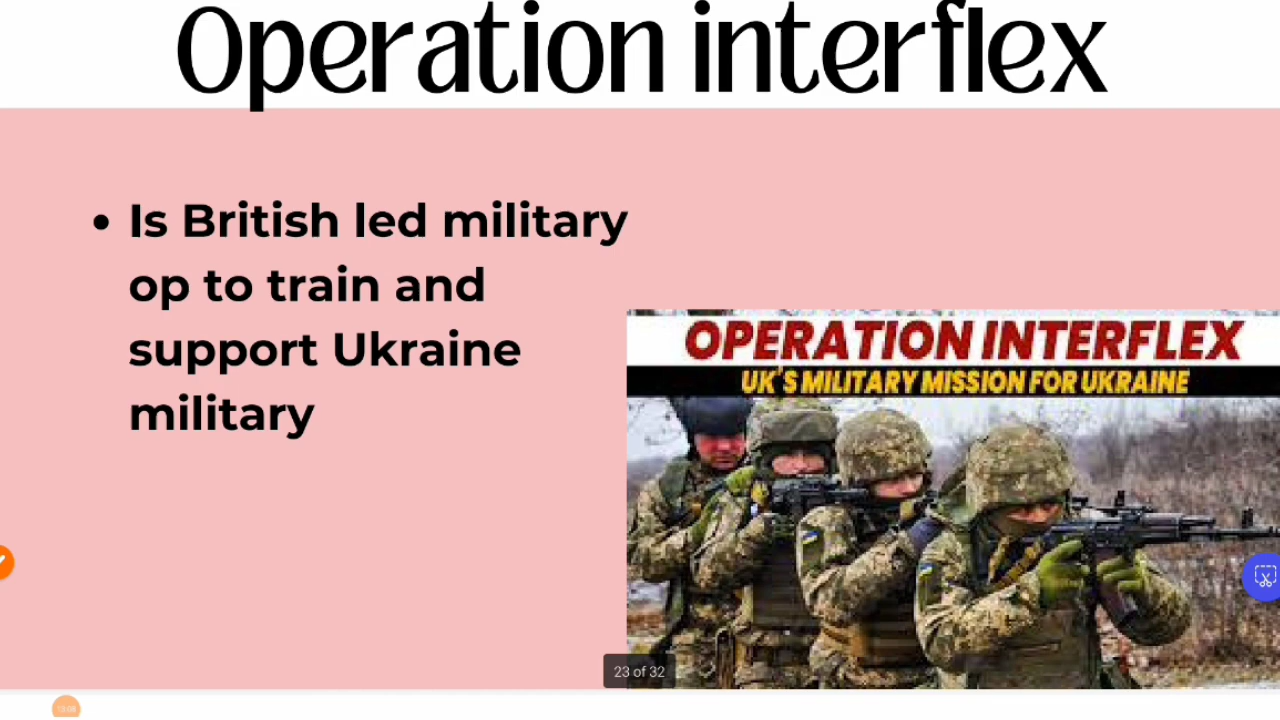 Operation interflex
• Is British led military
op to train and
support Ukraine
military
OPERATION INTERFLEX
UK'S MILITARY MISSION FOR UKRAINE
23 of 32